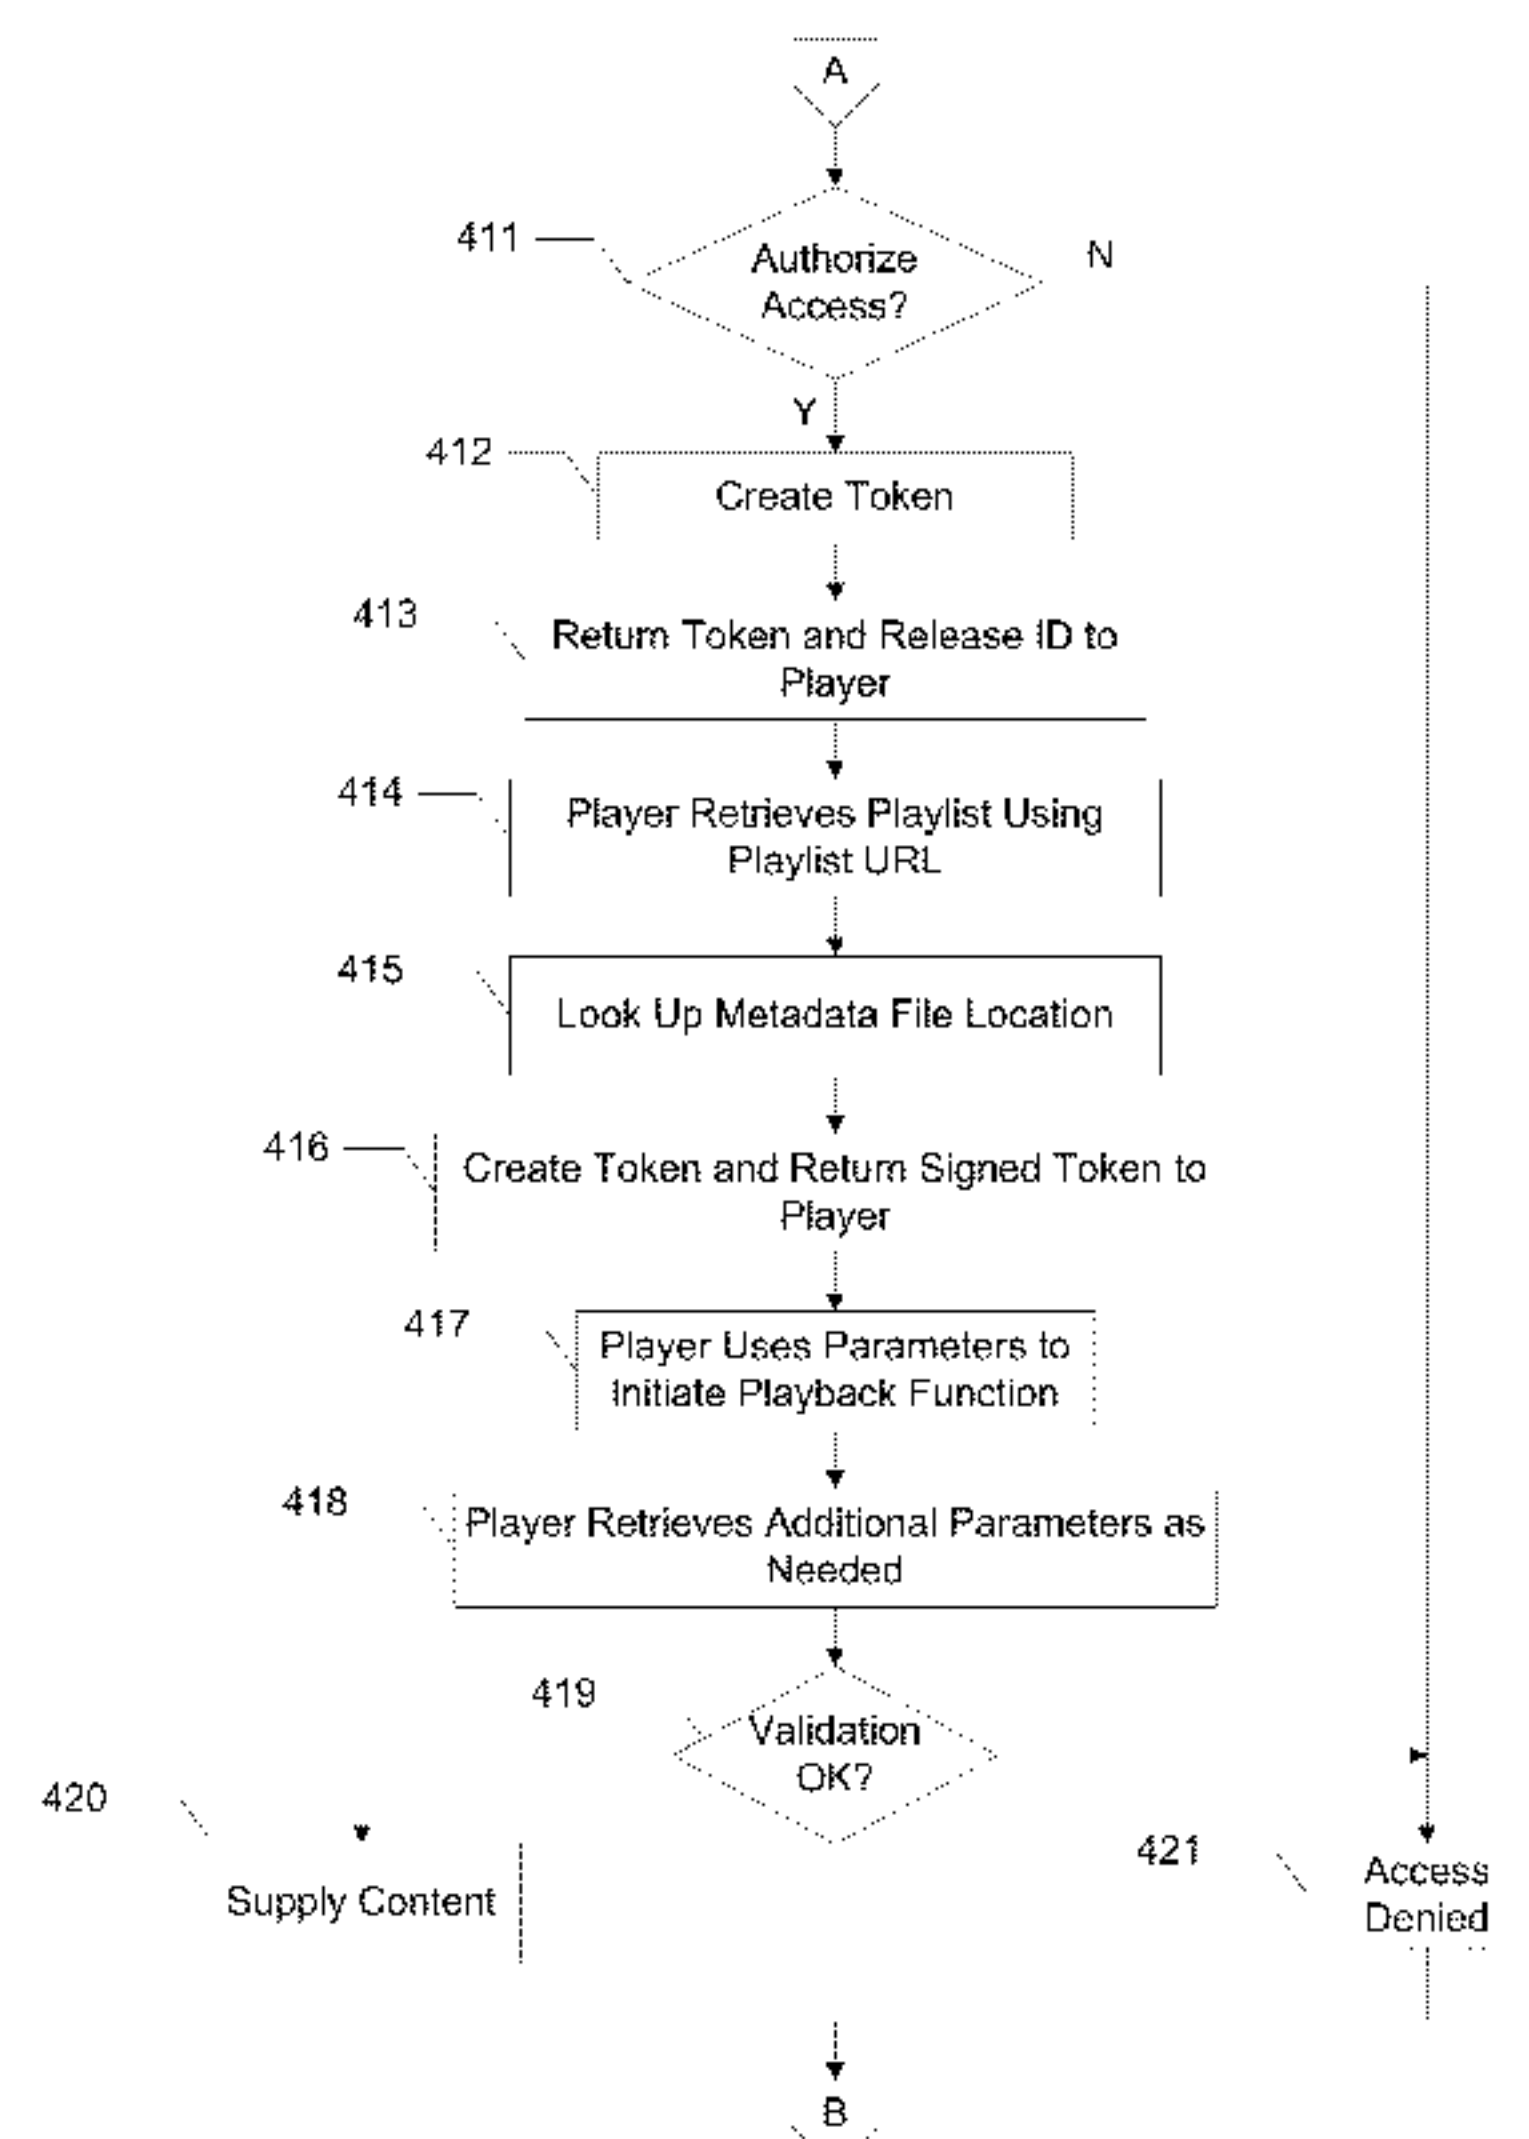 A
411
Authorize
Access?
N
Y
412
Create Token
413
Return Token and Release ID to
Player
414
Player Retrieves Playlist Using
Playlist URL
415
Look Up Metadata File Location
416
Create Token and Return Signed Token to
Player
417
Player Uses Parameters to
Initiate Playback Function
418
Player Retrieves Additional Parameters as
Needed
419
Validation
OK?
420
Supply Content
421
Access
Denied
B